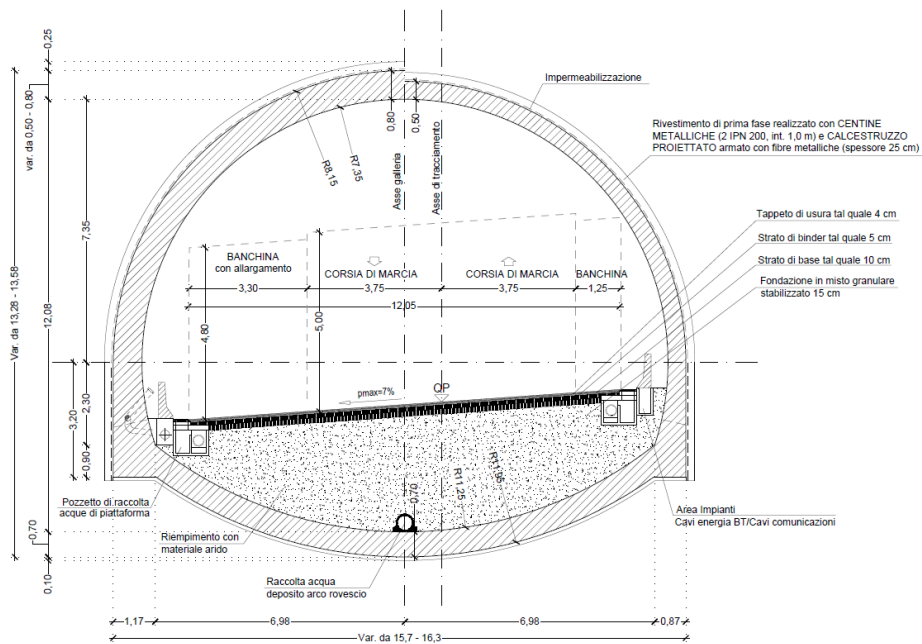 0,25
var. da 0,50 - 0,80
Var. da 13,28 - 13,58
7,35
12,08
3,20
2,30
0,90
0,70
0,10
Impermeabilizzazione
Rivestimento di prima fase realizzato con CENTINE
METALLICHE (2 IPN 200, int. 1,0 m) e CALCESTRUZZO
PROIETTATO armato con fibre metalliche (spessore 25 cm)
0,80
0,50
R8,15
R7,35
Asse galleria
Asse di tracciamento
Tappeto di usura tal quale 4 cm
Strato di binder tal quale 5 cm
Strato di base tal quale 10 cm
Fondazione in misto granulare
stabilizzato 15 cm
BANCHINA
con allargamento
CORSIA DI MARCIA
CORSIA DI MARCIA
BANCHINA
3,30
3,75
3,75
1,25
12,05
4,80
5,00
pmax=7%
QP
R11,25
R11,95
0,70
Pozzetto di raccolta
acque di piattaforma
Riempimento con
materiale arido
Raccolta acqua
deposito arco rovescio
Area Impianti
Cavi energia BT/Cavi comunicazioni
1,17
6,98
6,98
0,87
Var. da 15,7 - 16,3